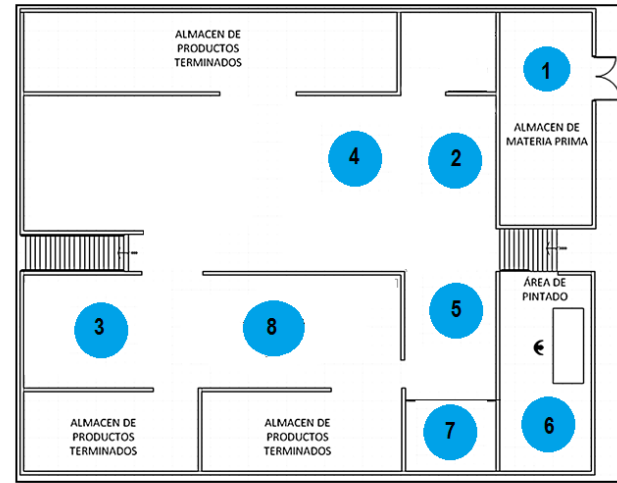 ALMACEN DE
PRODUCTOS
TERMINADOS
1
ALMACEN DE
MATERIA PRIMA
4
2
ÁREA DE
PINTADO
3
8
5
6
7
ALMACEN DE
PRODUCTOS
TERMINADOS
ALMACEN DE
PRODUCTOS
TERMINADOS